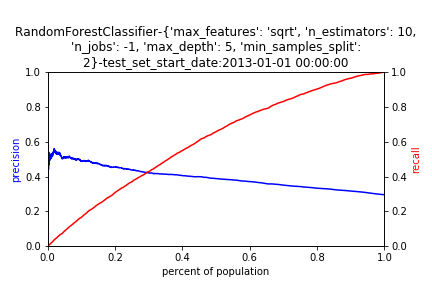 RandomForestClassifier-{'max_features': 'sqrt', 'n_estimators': 10,
'n_jobs': -1, 'max_depth': 5, 'min_samples_split':
2}-test_set_start_date:2013-01-01 00:00:00
1.0
0.8
0.6
0.4
0.2
0.0
precision
1.0
0.8
0.6
0.4
0.2
0.0
recall
0.0 0.2 0.4 0.6 0.8 1.0
percent of population